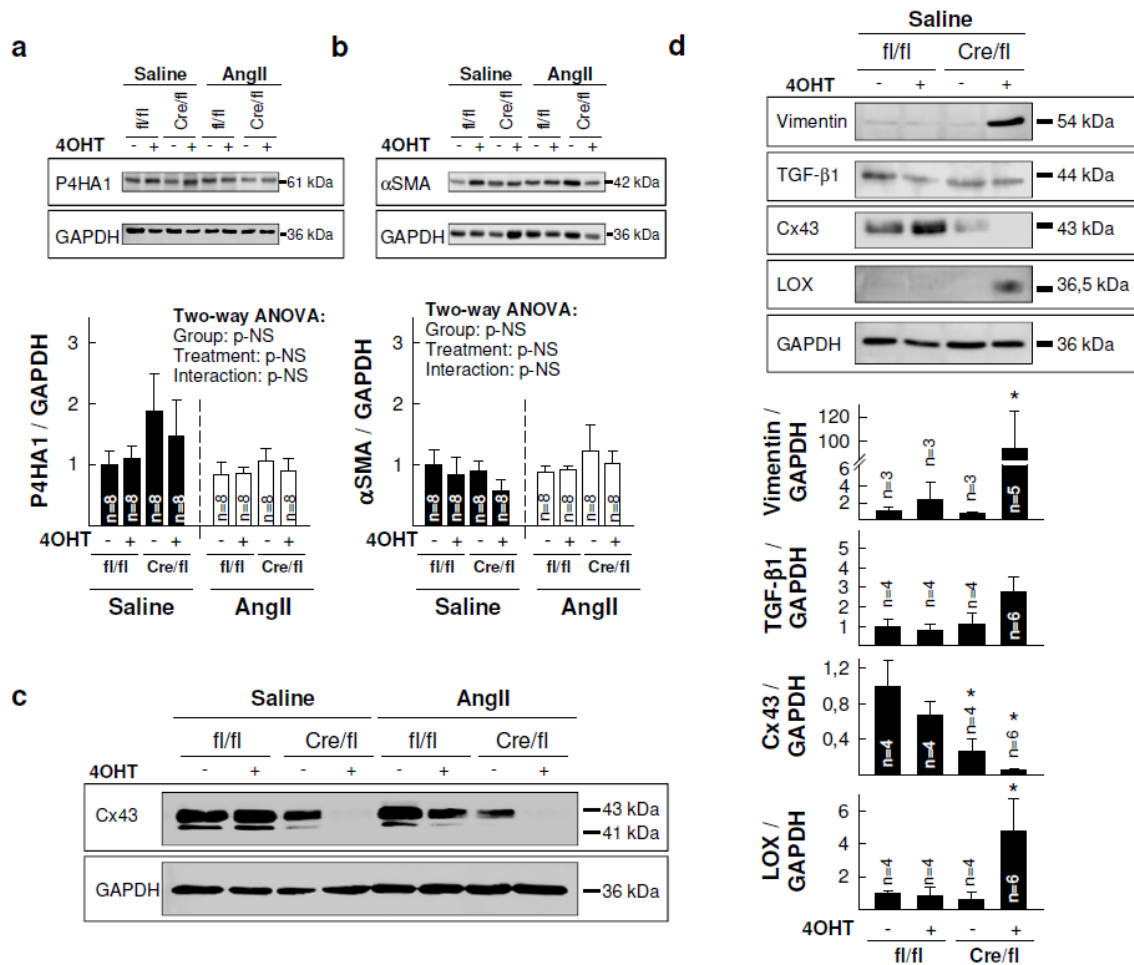 a
Saline AngII
fl/fl Cre/fl fl/fl Cre/fl
4OHT - + - + - + - +
P4HA1 61 kDa
GAPDH 36 kDa
Two-way ANOVA:
Group: p-NS
Treatment: p-NS
Interaction: p-NS
P4HA1 / GAPDH
3
2
1
n=8 n=8 n=8 n=8 n=8 n=8 n=8 n=8
4OHT - + - + - + - +
fl/fl Cre/fl fl/fl Cre/fl
Saline AngII
b
Saline AngII
fl/fl Cre/fl fl/fl Cre/fl
4OHT - + - + - + - +
αSMA 42 kDa
GAPDH 36 kDa
Two-way ANOVA:
Group: p-NS
Treatment: p-NS
Interaction: p-NS
αSMA / GAPDH
3
2
1
n=8 n=8 n=8 n=8 n=8 n=8 n=8 n=8
4OHT - + - + - + - +
fl/fl Cre/fl fl/fl Cre/fl
Saline AngII
c
Saline AngII
fl/fl Cre/fl fl/fl Cre/fl
4OHT - + - + - + - +
Cx43 43 kDa
41 kDa
GAPDH 36 kDa
d
Saline
fl/fl Cre/fl
4OHT - + - +
Vimentin 54 kDa
TGF-β1 44 kDa
Cx43 43 kDa
LOX 36,5 kDa
GAPDH 36 kDa
Vimentin / GAPDH
120
100
6
4
2
n=3 n=3 n=3 n=5 *
TGF-β1 / GAPDH
5
4
3
2
1
n=4 n=4 n=4 n=6
Cx43 / GAPDH
1,2
0,8
0,4
n=4 n=4 n=4 * n=6 *
LOX / GAPDH
6
4
2
n=4 n=4 n=4 n=6 *
4OHT - + - +
fl/fl Cre/fl